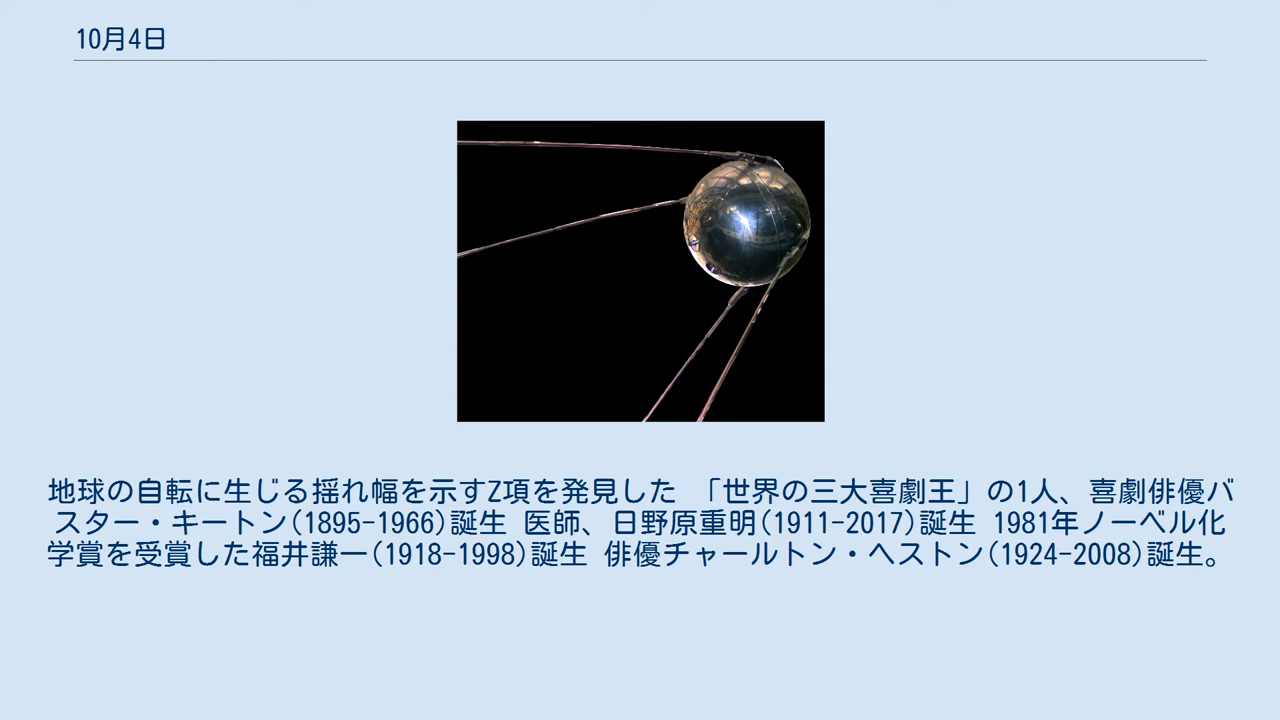 10月4日
地球の自転に生じる揺れ幅を示すZ項を発見した 「世界の三大喜劇王」の1人、喜劇俳優バ
スター・キートン(1895-1966)誕生 医師、日野原重明(1911-2017)誕生 1981年ノーベル化
学賞を受賞した福井謙一(1918-1998)誕生 俳優チャールトン・ヘストン(1924-2008)誕生。